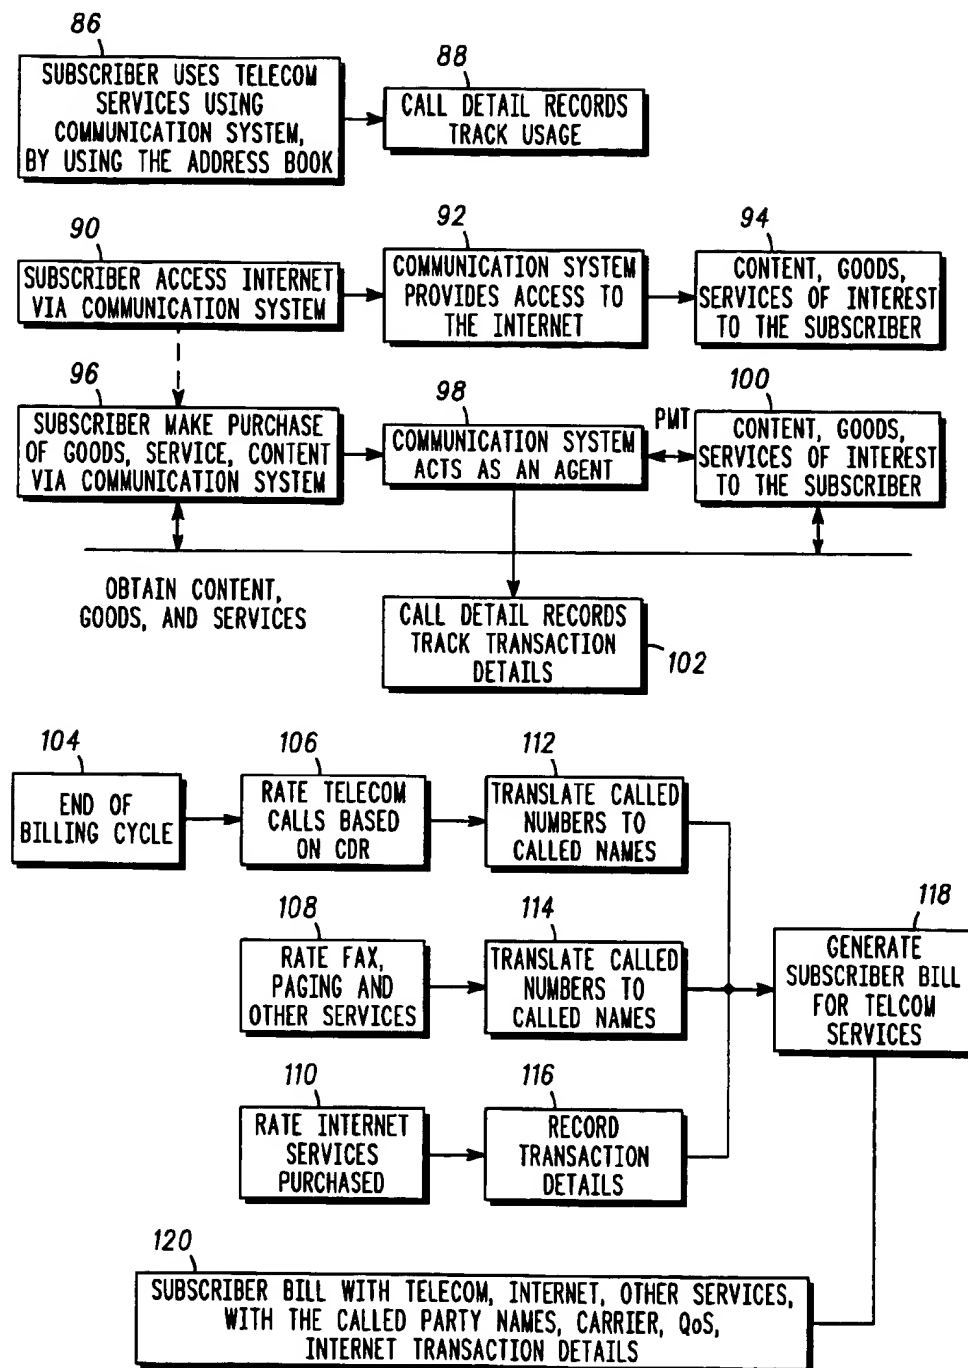 86
SUBSCRIBER USES TELECOM
SERVICES USING
COMMUNICATION SYSTEM,
BY USING THE ADDRESS BOOK
88
CALL DETAIL RECORDS
TRACK USAGE
90
SUBSCRIBER ACCESS INTERNET
VIA COMMUNICATION SYSTEM
92
COMMUNICATION SYSTEM
PROVIDES ACCESS TO
THE INTERNET
94
CONTENT, GOODS,
SERVICES OF INTEREST
TO THE SUBSCRIBER
96
SUBSCRIBER MAKE PURCHASE
OF GOODS, SERVICE, CONTENT
VIA COMMUNICATION SYSTEM
98
COMMUNICATION SYSTEM
ACTS AS AN AGENT
PMT
100
CONTENT, GOODS,
SERVICES OF INTEREST
TO THE SUBSCRIBER
OBTAIN CONTENT,
GOODS, AND SERVICES
CALL DETAIL RECORDS
TRACK TRANSACTION
DETAILS
102
104
END OF
BILLING CYCLE
106
RATE TELECOM
CALLS BASED
ON CDR
112
TRANSLATE CALLED
NUMBERS TO
CALLED NAMES
108
RATE FAX,
PAGING AND
OTHER SERVICES
114
TRANSLATE CALLED
NUMBERS TO
CALLED NAMES
118
GENERATE
SUBSCRIBER BILL
FOR TELCOM
SERVICES
110
RATE INTERNET
SERVICES
PURCHASED
116
RECORD
TRANSACTION
DETAILS
120
SUBSCRIBER BILL WITH TELECOM, INTERNET, OTHER SERVICES,
WITH THE CALLED PARTY NAMES, CARRIER, QoS,
INTERNET TRANSACTION DETAILS